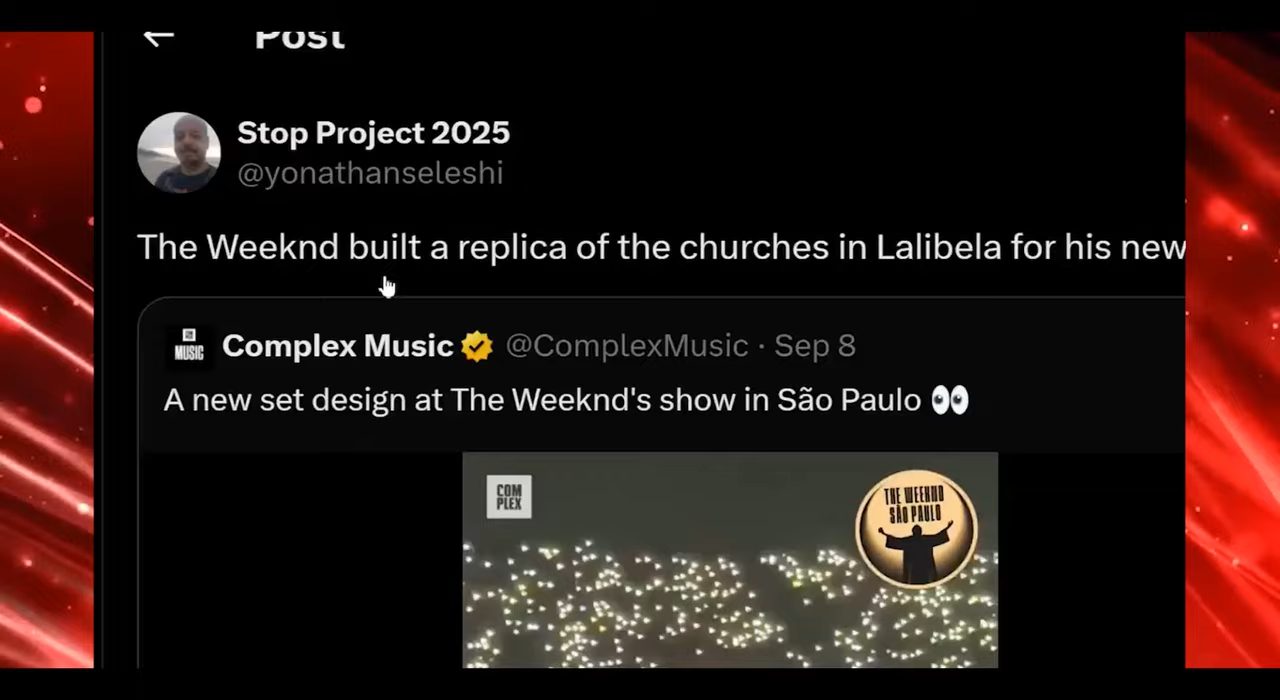 Post
Stop Project 2025
@yonathanseleshi
The Weeknd built a replica of the churches in Lalibela for his new
MUSIC
Complex Music @ComplexMusic · Sep 8
A new set design at The Weeknd's show in São Paulo 👀
COM
PLEX
THE WEEKND
SÃO PAULO